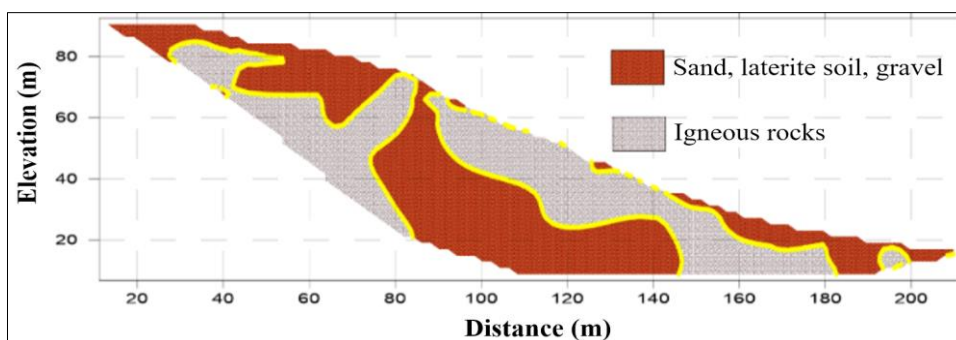 Elevation (m)
80
60
40
20
Sand, laterite soil, gravel
Igneous rocks
20 40 60 80 100 120 140 160 180 200
Distance (m)